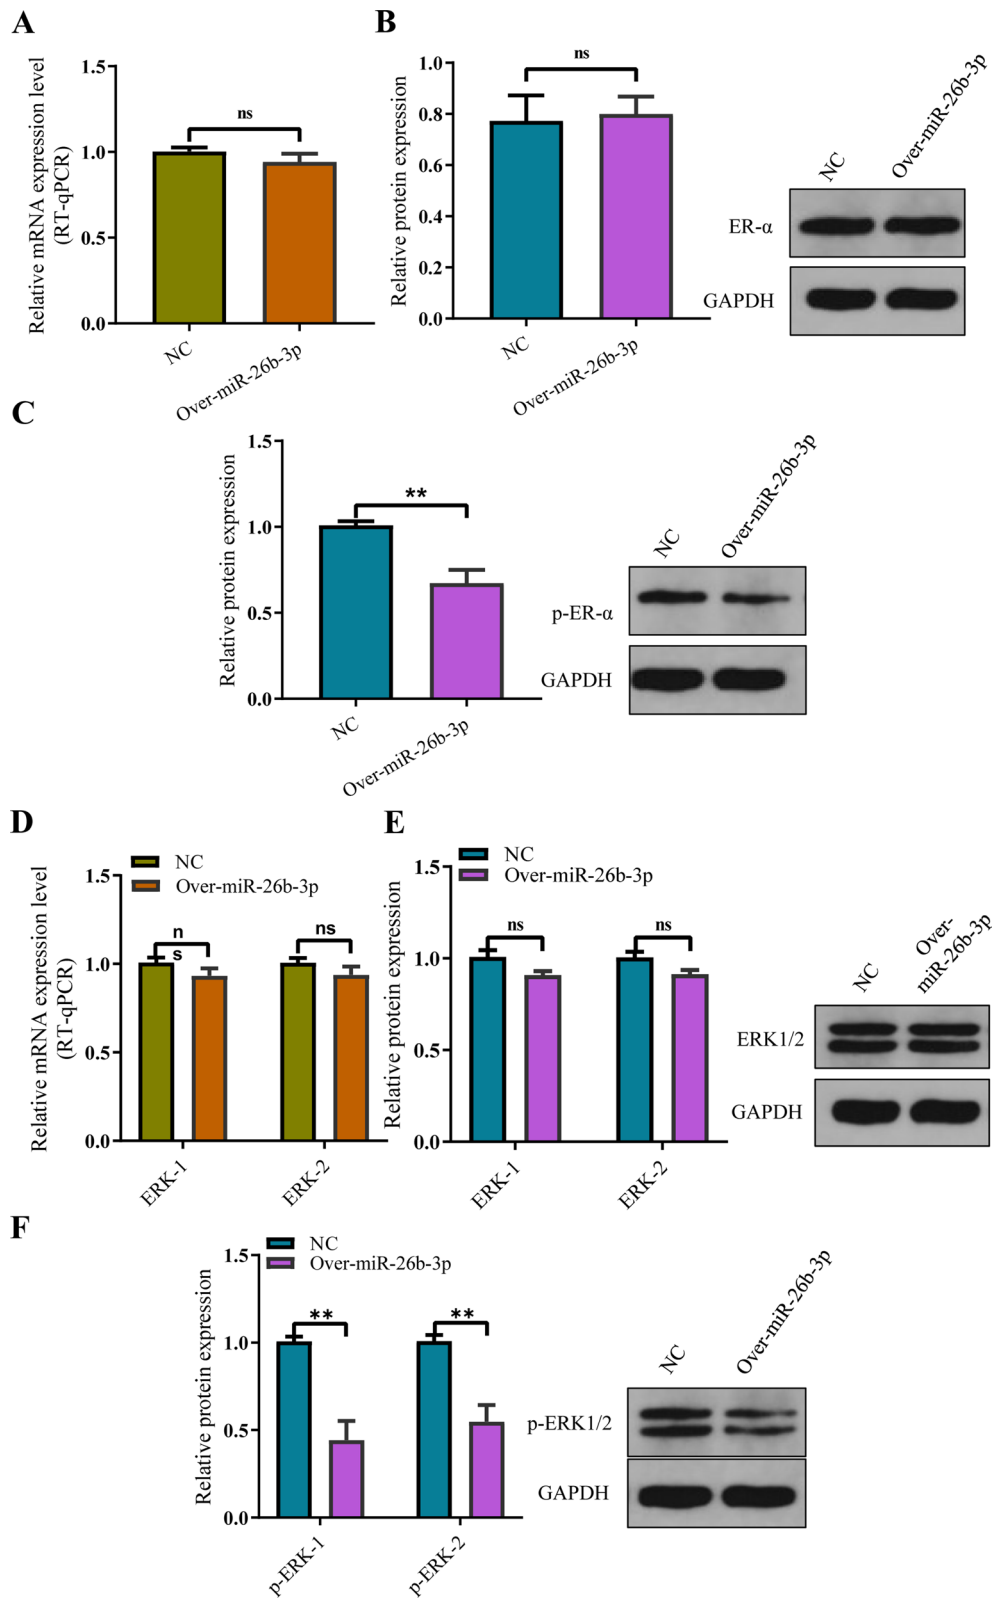 A
Relative mRNA expression level
(RT-qPCR)
1.5
1.0
0.5
0.0
ns
NC
Over-miR-26b-3p
B
Relative protein expression
1.0
0.8
0.6
0.4
0.2
0.0
ns
NC
Over-miR-26b-3p
NC
Over-miR-26b-3p
ER-α
GAPDH
C
Relative protein expression
1.5
1.0
0.5
0.0
**
NC
Over-miR-26b-3p
NC
Over-miR-26b-3p
p-ER-α
GAPDH
D
NC
Over-miR-26b-3p
Relative mRNA expression level
(RT-qPCR)
1.5
1.0
0.5
0.0
n
s
ns
ERK-1
ERK-2
E
NC
Over-miR-26b-3p
Relative protein expression
1.5
1.0
0.5
0.0
ns
ns
ERK-1
ERK-2
NC
Over-
miR-26b-3p
ERK1/2
GAPDH
F
NC
Over-miR-26b-3p
Relative protein expression
1.5
1.0
0.5
0.0
**
**
p-ERK-1
p-ERK-2
NC
Over-miR-26b-3p
p-ERK1/2
GAPDH